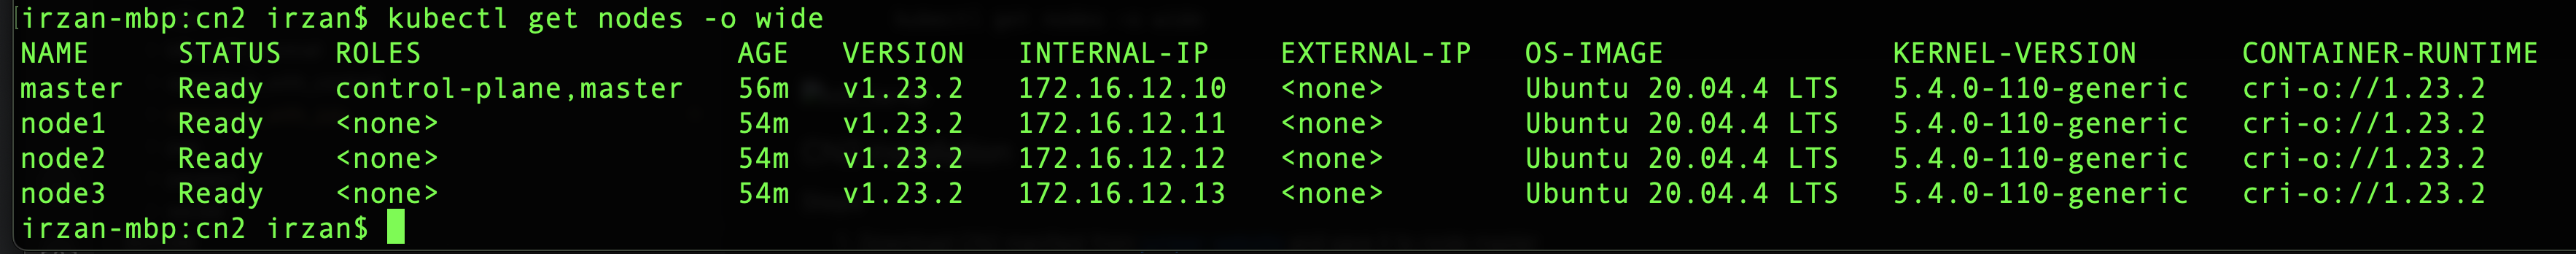 irzan-mbp:cn2 irzan$ kubectl get nodes -o wide
NAME     STATUS   ROLES                  AGE   VERSION   INTERNAL-IP    EXTERNAL-IP   OS-IMAGE             KERNEL-VERSION      CONTAINER-RUNTIME
master   Ready    control-plane,master   56m   v1.23.2   172.16.12.10   <none>        Ubuntu 20.04.4 LTS   5.4.0-110-generic   cri-o://1.23.2
node1    Ready    <none>                 54m   v1.23.2   172.16.12.11   <none>        Ubuntu 20.04.4 LTS   5.4.0-110-generic   cri-o://1.23.2
node2    Ready    <none>                 54m   v1.23.2   172.16.12.12   <none>        Ubuntu 20.04.4 LTS   5.4.0-110-generic   cri-o://1.23.2
node3    Ready    <none>                 54m   v1.23.2   172.16.12.13   <none>        Ubuntu 20.04.4 LTS   5.4.0-110-generic   cri-o://1.23.2
irzan-mbp:cn2 irzan$